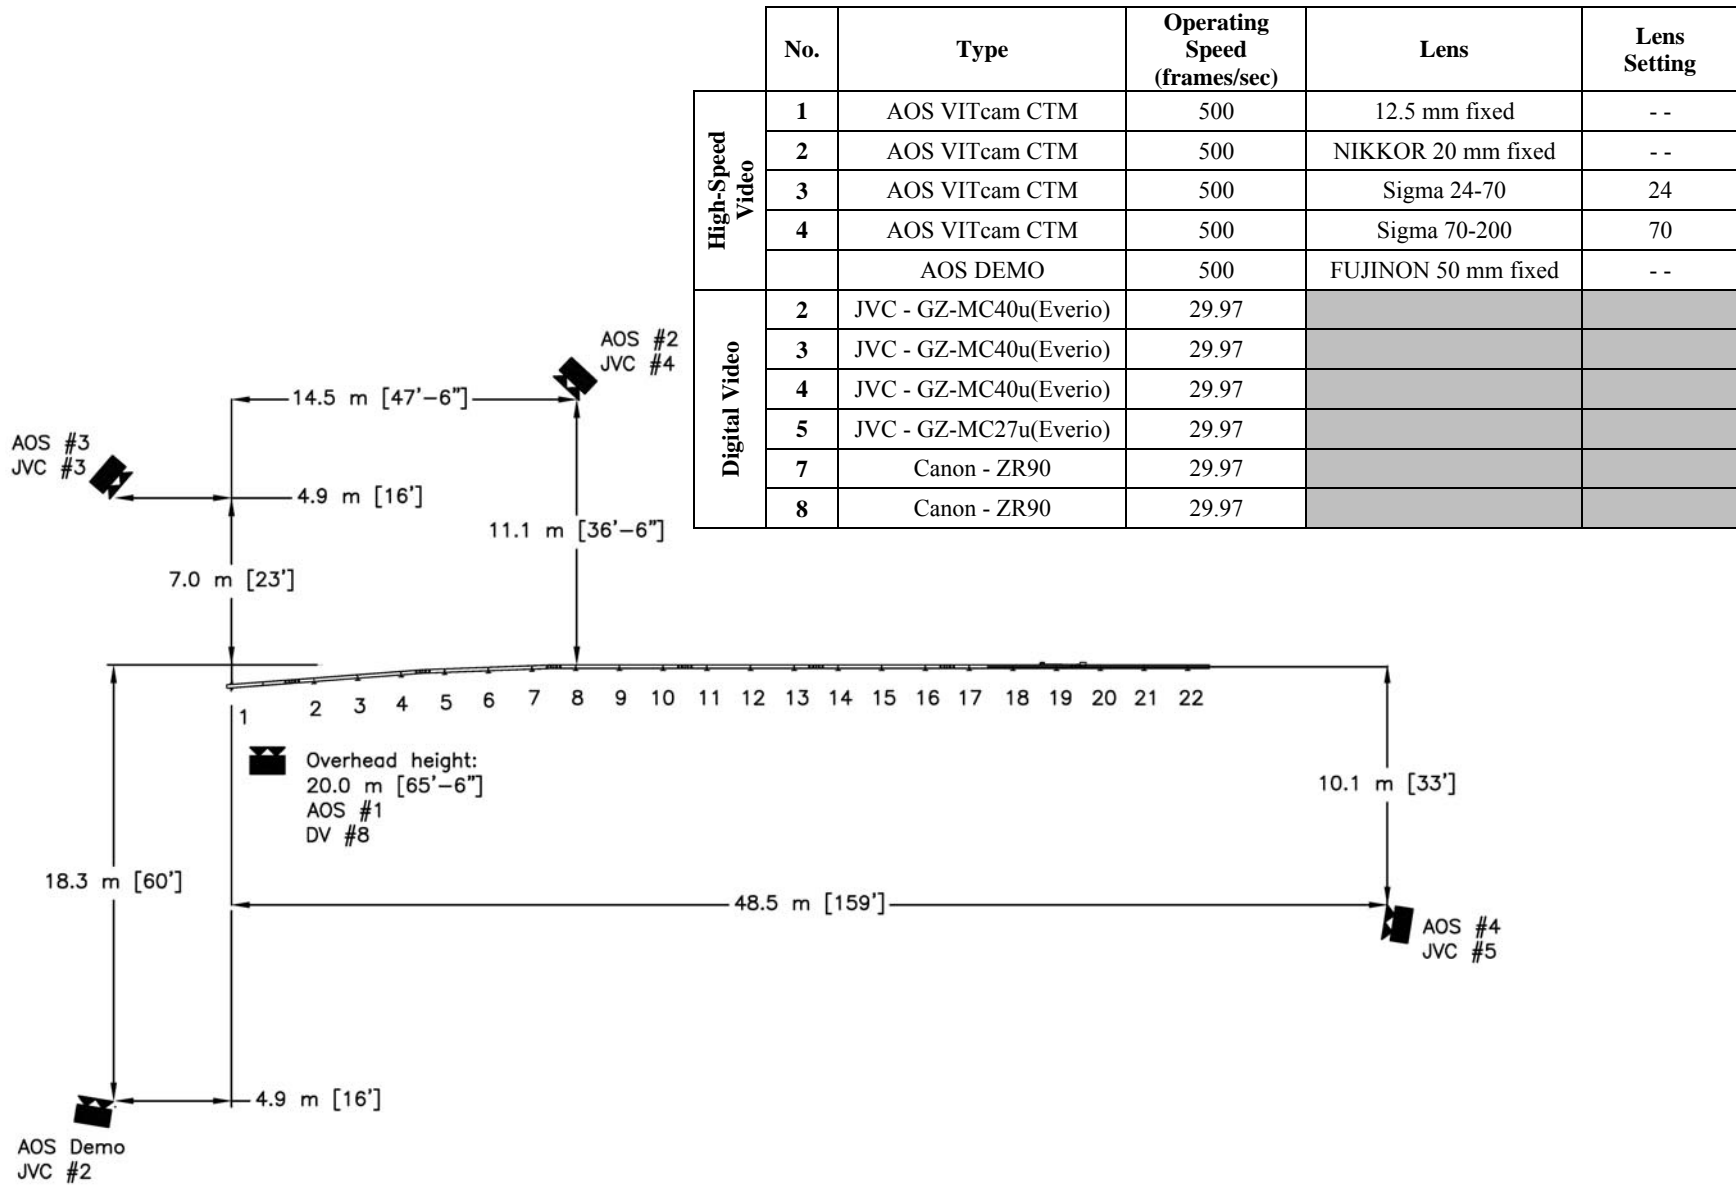 No. Type Operating Speed (frames/sec) Lens Lens Setting
High-Speed Video
1 AOS VITcam CTM 500 12.5 mm fixed - -
2 AOS VITcam CTM 500 NIKKOR 20 mm fixed - -
3 AOS VITcam CTM 500 Sigma 24-70 24
4 AOS VITcam CTM 500 Sigma 70-200 70
AOS DEMO 500 FUJINON 50 mm fixed - -
Digital Video
2 JVC - GZ-MC40u(Everio) 29.97
3 JVC - GZ-MC40u(Everio) 29.97
4 JVC - GZ-MC40u(Everio) 29.97
5 JVC - GZ-MC27u(Everio) 29.97
7 Canon - ZR90 29.97
8 Canon - ZR90 29.97
AOS #2
JVC #4
14.5 m [47'-6"]
AOS #3
JVC #3
4.9 m [16']
11.1 m [36'-6"]
7.0 m [23']
1 2 3 4 5 6 7 8 9 10 11 12 13 14 15 16 17 18 19 20 21 22
Overhead height:
20.0 m [65'-6"]
AOS #1
DV #8
10.1 m [33']
18.3 m [60']
48.5 m [159']
AOS #4
JVC #5
4.9 m [16']
AOS Demo
JVC #2